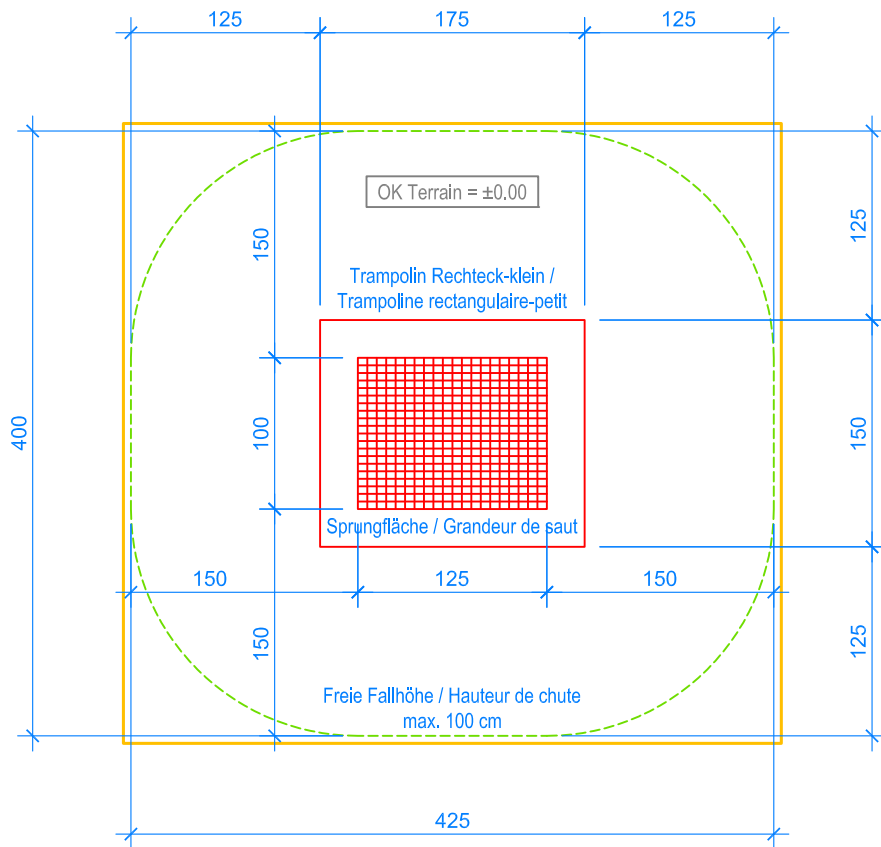 125
175
125
OK Terrain = ±0.00
150
125
Trampolin Rechteck-klein /
Trampoline rectangulaire-petit
400
100
150
Sprungfläche / Grandeur de saut
150
125
150
150
125
Freie Fallhöhe / Hauteur de chute
max. 100 cm
425